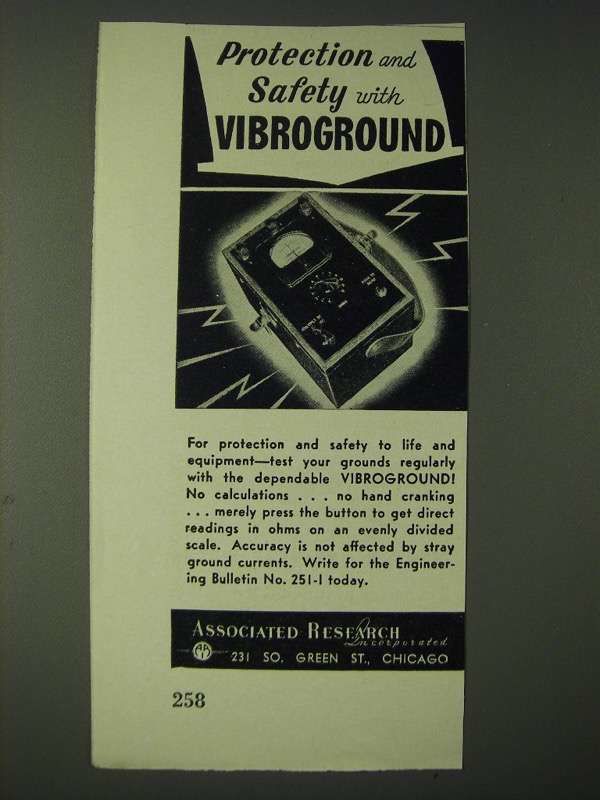 Protection and
Safety with
VIBROGROUND
For protection and safety to life and
equipment—test your grounds regularly
with the dependable VIBROGROUND!
No calculations . . . no hand cranking
. . . merely press the button to get direct
readings in ohms on an evenly divided
scale. Accuracy is not affected by stray
ground currents. Write for the Engineer-
ing Bulletin No. 251-1 today.
ASSOCIATED RESEARCH
Incorporated
231 SO. GREEN ST., CHICAGO
258